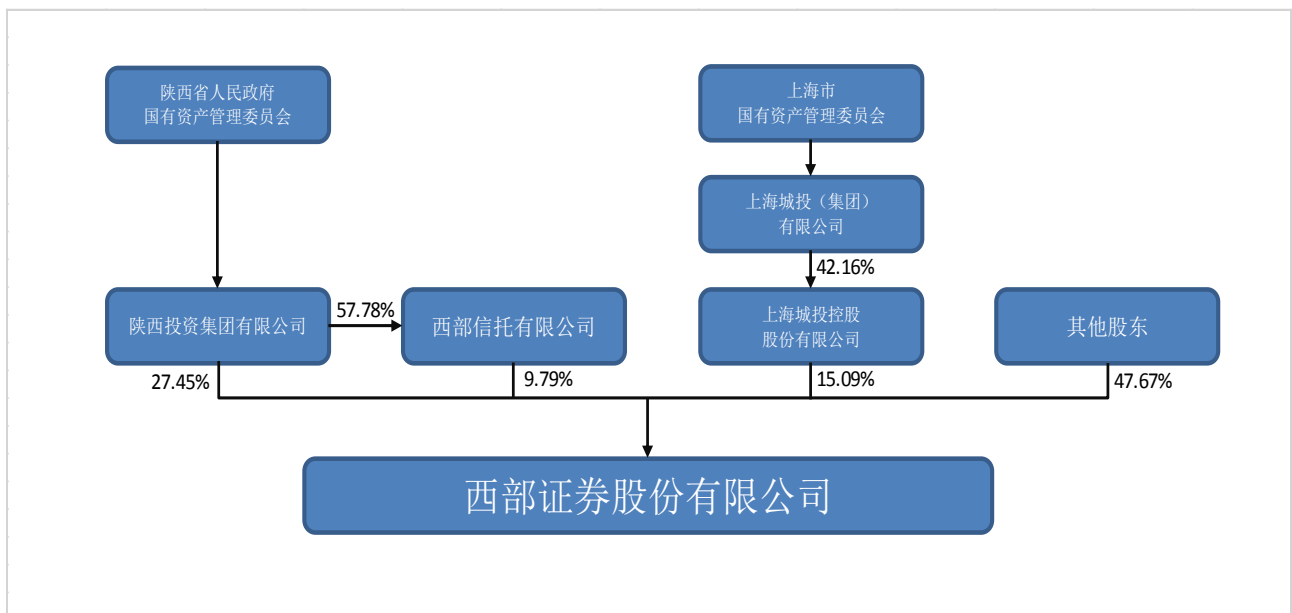 陕西省人民政府
国有资产管理委员会
上海市
国有资产管理委员会
上海城投（集团）
有限公司
42.16%
陕西投资集团有限公司
57.78%
西部信托有限公司
上海城投控股
股份有限公司
其他股东
27.45%
9.79%
15.09%
47.67%
西部证券股份有限公司